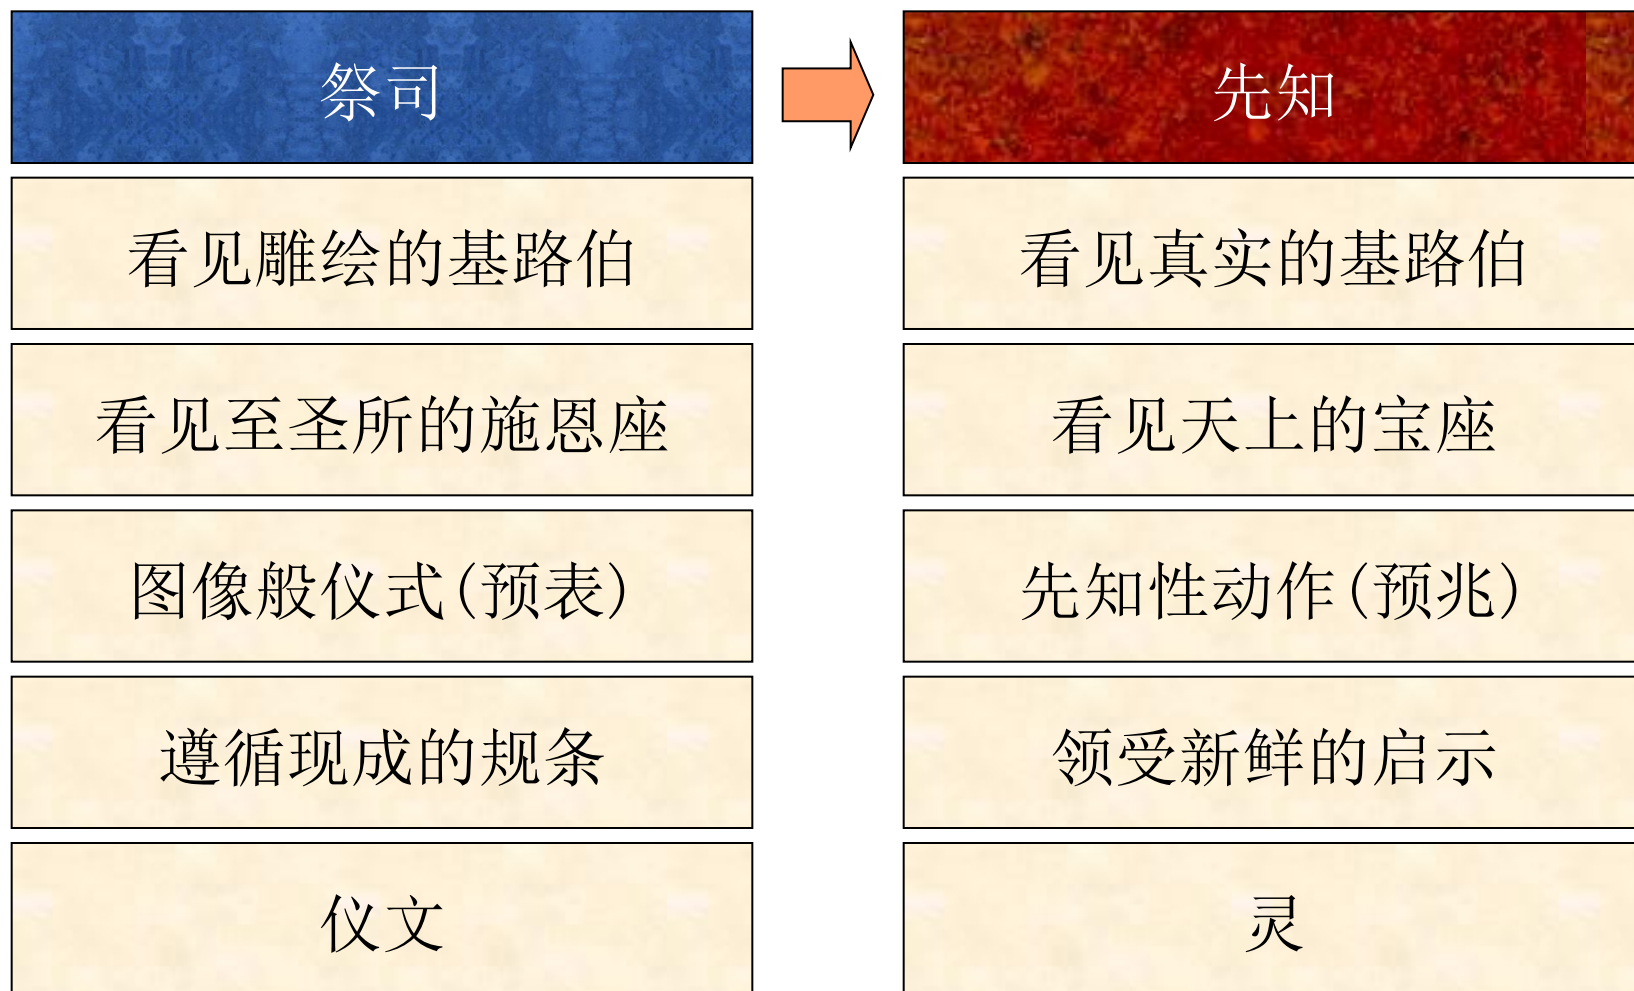 祭司
先知
看见雕绘的基路伯
看见真实的基路伯
看见至圣所的施恩座
看见天上的宝座
图像般仪式(预表)
先知性动作(预兆)
遵循现成的规条
领受新鲜的启示
仪文
灵